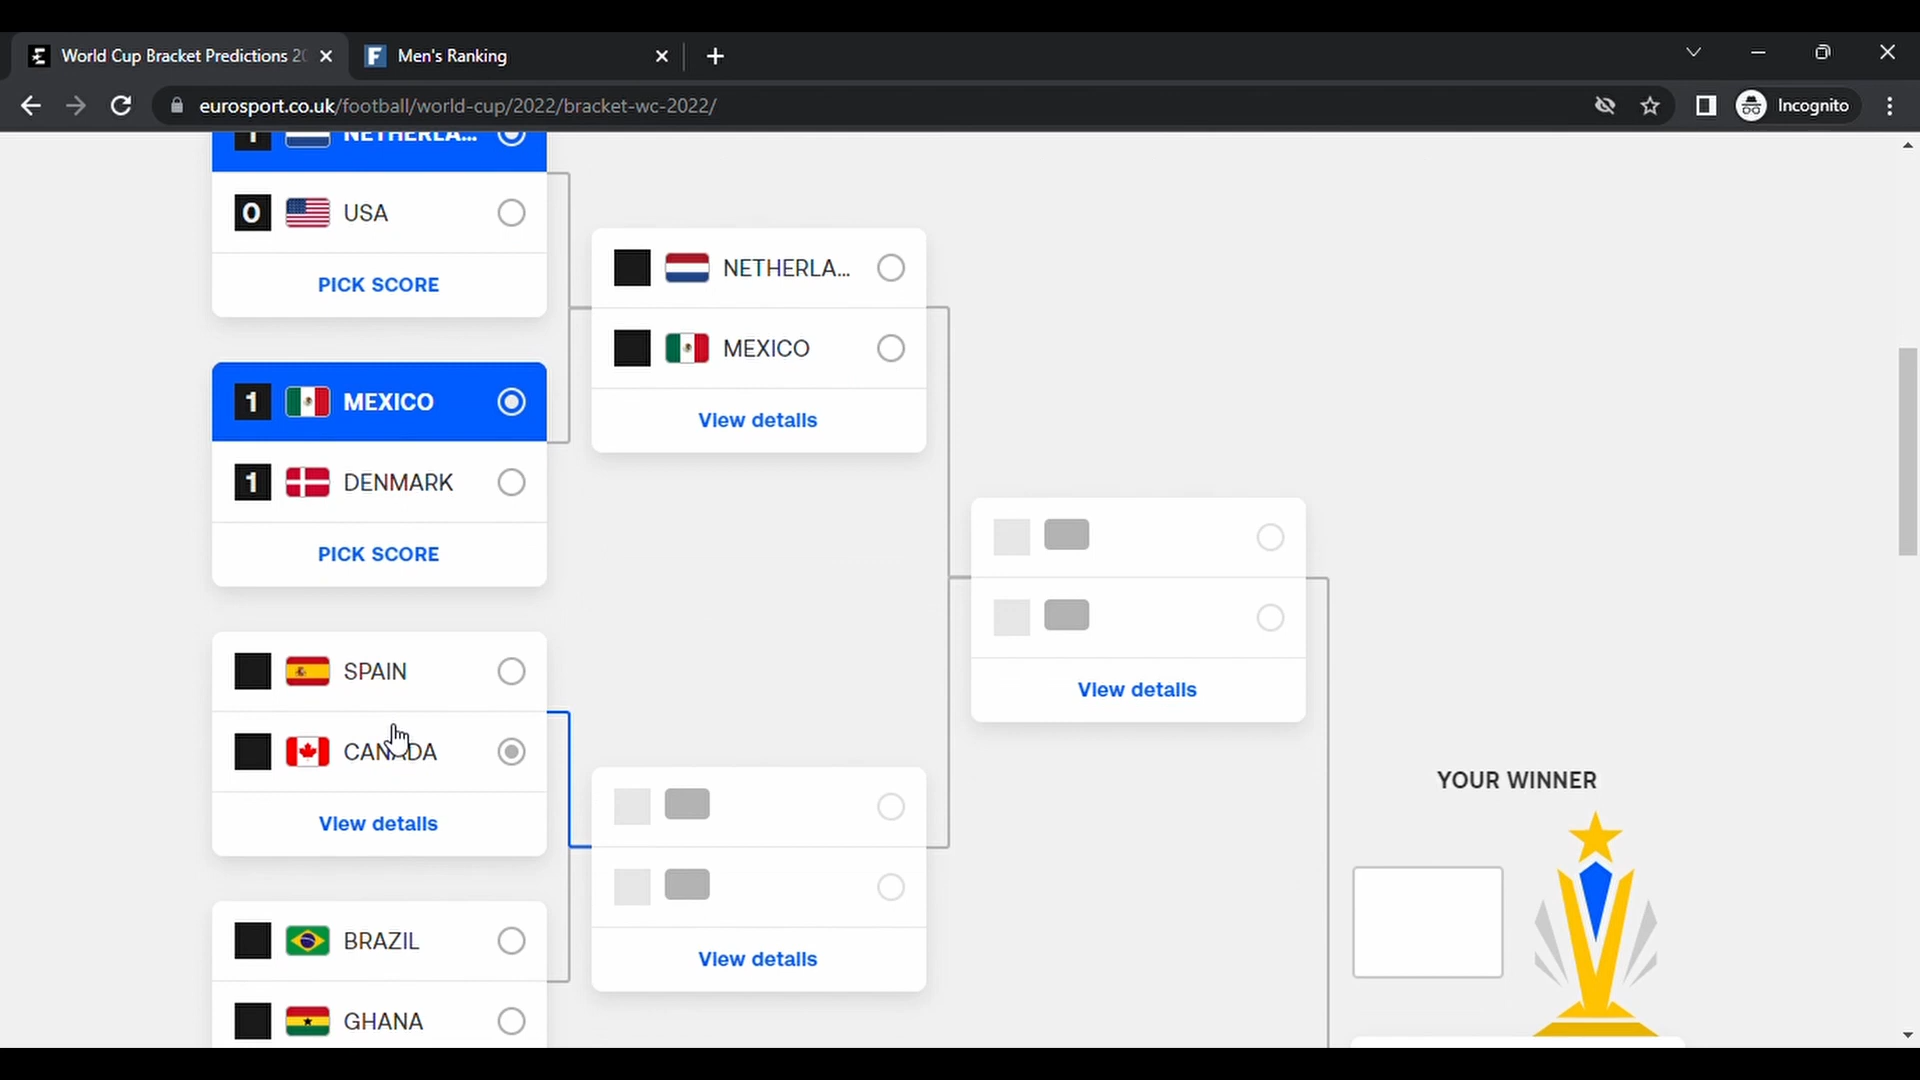 World Cup Bracket Predictions 20
Men's Ranking
eurosport.co.uk/football/world-cup/2022/bracket-wc-2022/
Incognito
1 NETHERLA...
0 USA
PICK SCORE
1 MEXICO
1 DENMARK
PICK SCORE
SPAIN
CANADA
View details
BRAZIL
GHANA
NETHERLA...
MEXICO
View details
View details
View details
YOUR WINNER